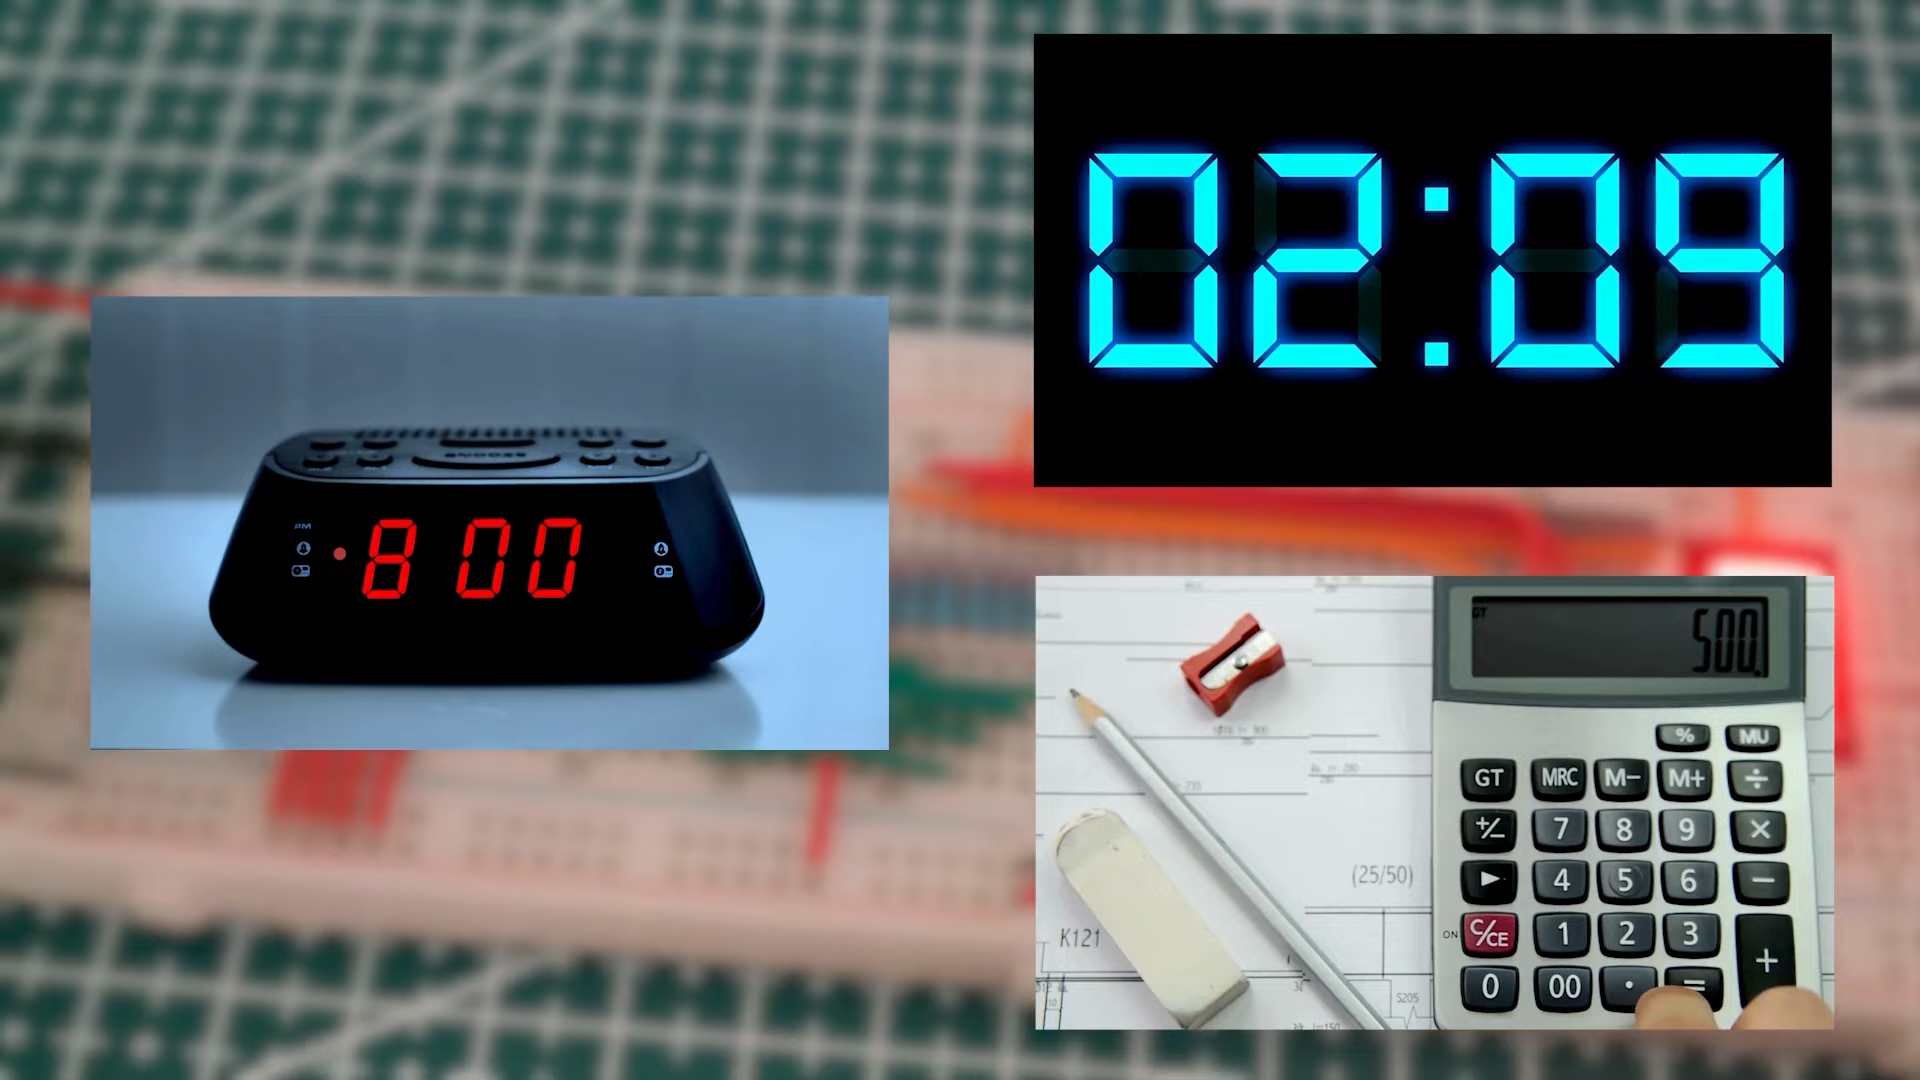 SNOOZE
PM
8 00
02:09
GT
500.
% MU
GT MRC M− M+ ÷
+/− 7 8 9 ×
▶ 4 5 6 −
ON C/CE 1 2 3 +
0 00 · =
(25/50)
K121
S205